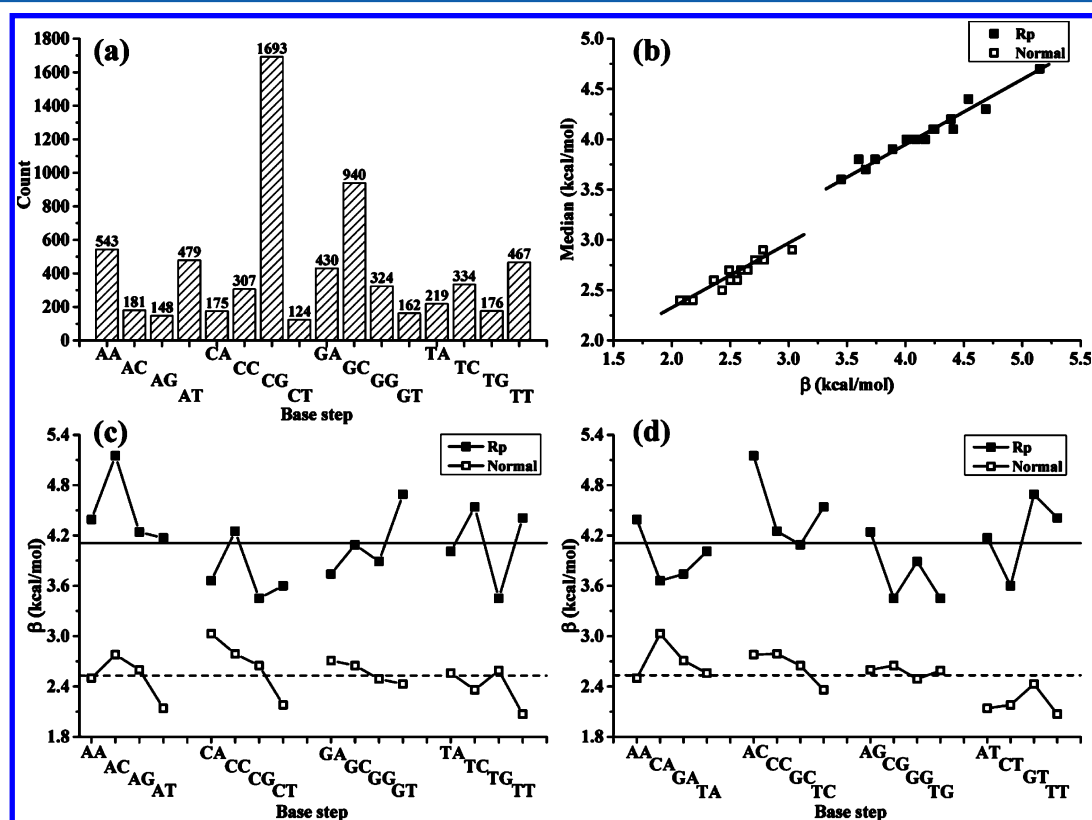 (a)
Count
1800
1600
1400
1200
1000
800
600
400
200
0
543
181
148
479
175
307
1693
124
430
940
324
162
219
334
176
467
AA AC AG AT CA CC CG CT GA GC GG GT TA TC TG TT
Base step
(b)
Rp
Normal
Median (kcal/mol)
5.0
4.5
4.0
3.5
3.0
2.5
2.0
1.5 2.0 2.5 3.0 3.5 4.0 4.5 5.0 5.5
β (kcal/mol)
(c)
Rp
Normal
β (kcal/mol)
5.4
4.8
4.2
3.6
3.0
2.4
1.8
AA AC AG AT CA CC CG CT GA GC GG GT TA TC TG TT
Base step
(d)
Rp
Normal
β (kcal/mol)
5.4
4.8
4.2
3.6
3.0
2.4
1.8
AA CA GA TA AC CC GC TC AG CG GG TG AT CT GT TT
Base step